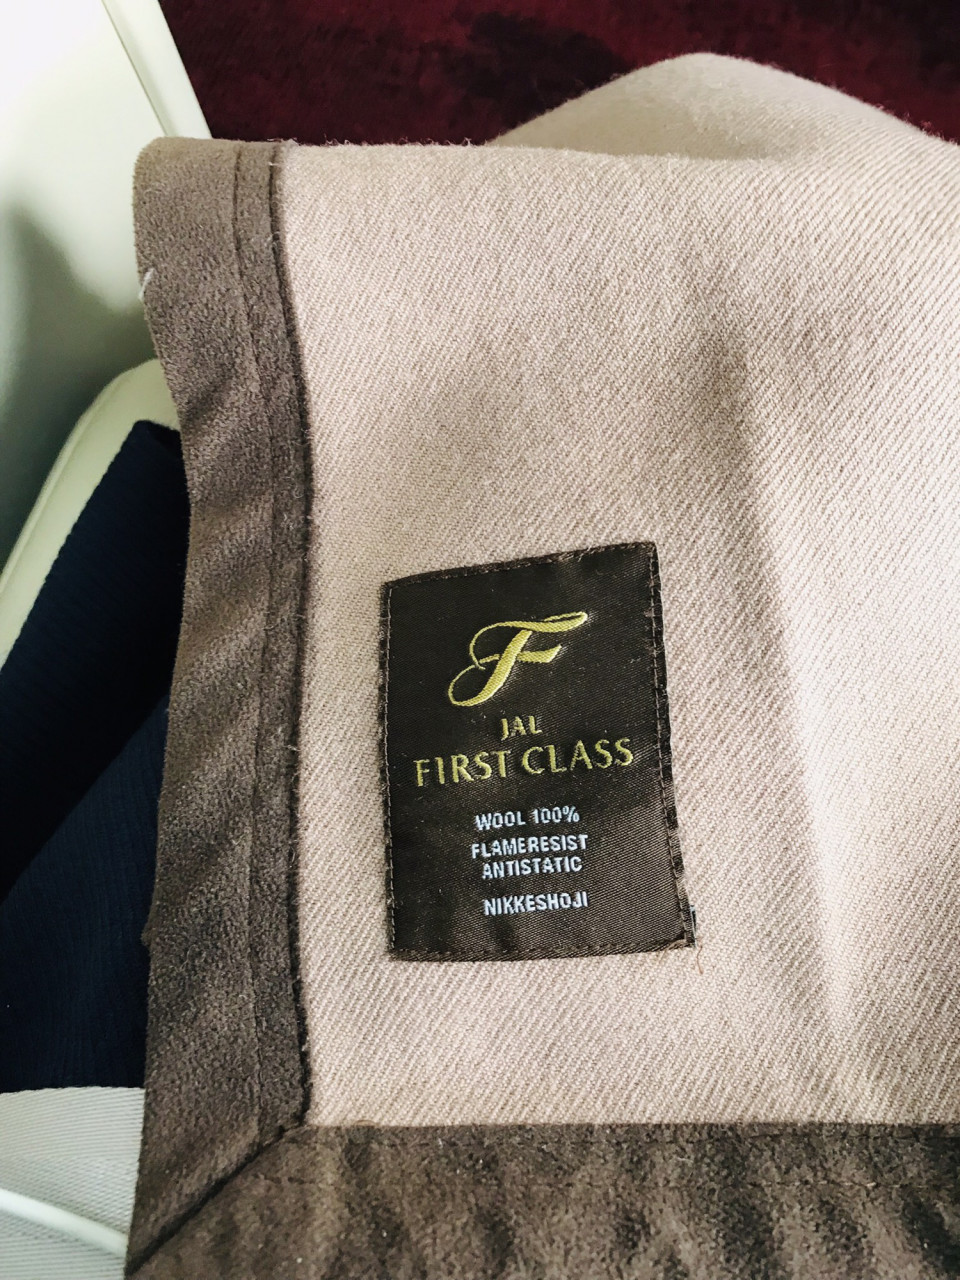 F
JAL
FIRST CLASS
WOOL 100%
FLAMERESIST
ANTISTATIC
NIKKESHOJI